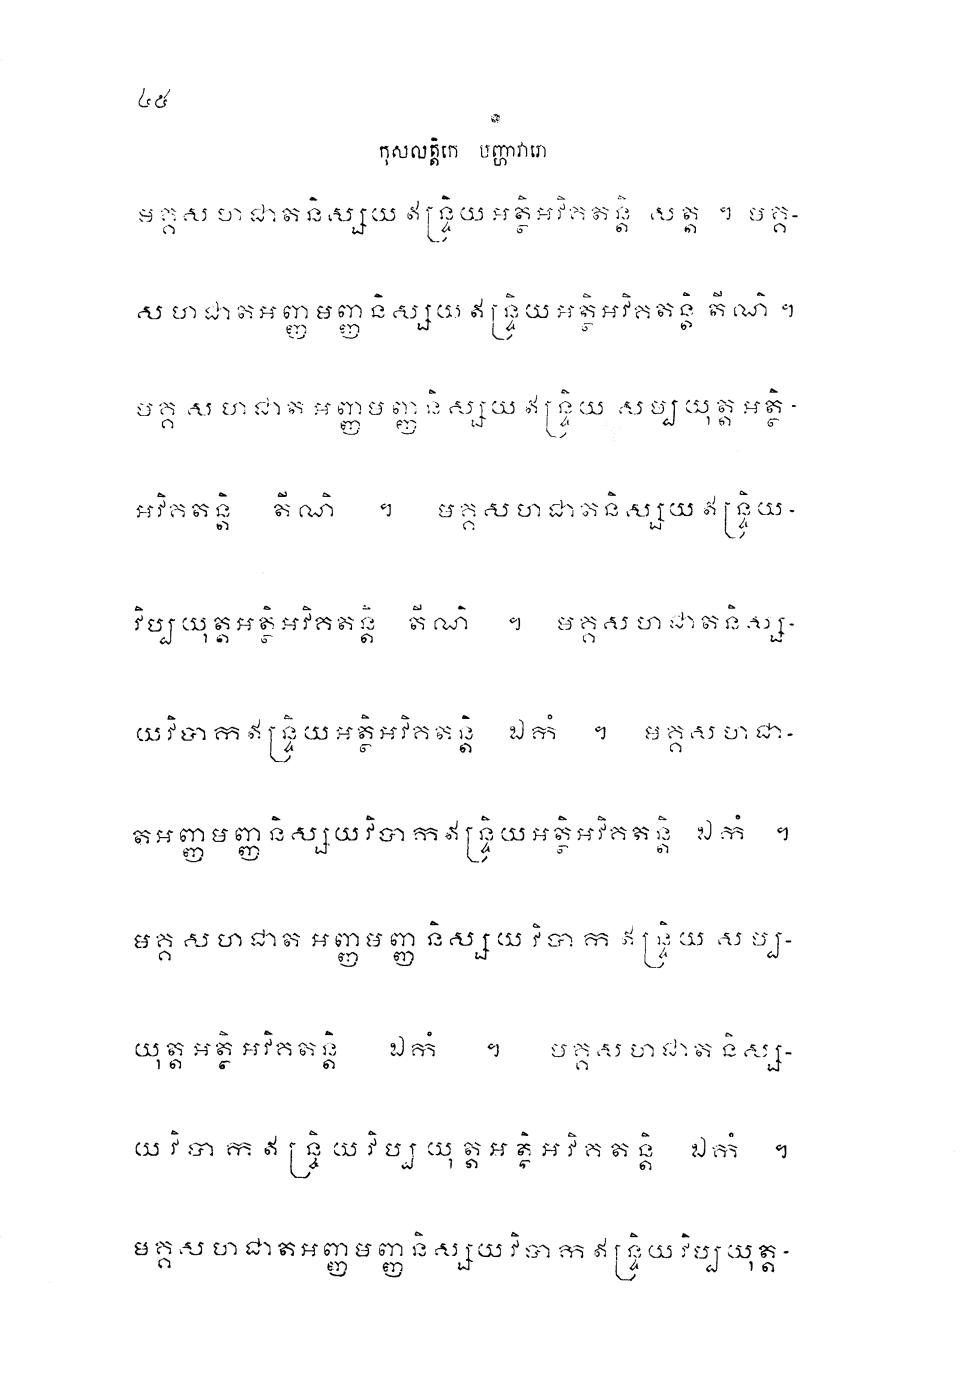 ៤៥
កុសលត្តិកេ បញ្ហាវារោ
មគ្គសហជាតនិស្សយឥន្ទ្រិយអត្ថិអវិគតន្តិ សត្ត ។ មគ្គ-
សហជាតអញ្ញមញ្ញនិស្សយឥន្ទ្រិយអត្ថិអវិគតន្តិ តីណិ ។
មគ្គសហជាតអញ្ញមញ្ញនិស្សយឥន្ទ្រិយសម្បយុត្តអត្ថិ-
អវិគតន្តិ តីណិ ។ មគ្គសហជាតនិស្សយឥន្ទ្រិយ-
វិប្បយុត្តអត្ថិអវិគតន្តិ តីណិ ។ មគ្គសហជាតនិស្ស-
យវិបាកឥន្ទ្រិយអត្ថិអវិគតន្តិ ឯកំ ។ មគ្គសហជា-
តអញ្ញមញ្ញនិស្សយវិបាកឥន្ទ្រិយអត្ថិអវិគតន្តិ ឯកំ ។
មគ្គសហជាតអញ្ញមញ្ញនិស្សយវិបាកឥន្ទ្រិយសម្ប-
យុត្តអត្ថិអវិគតន្តិ ឯកំ ។ មគ្គសហជាតនិស្ស-
យវិបាកឥន្ទ្រិយវិប្បយុត្តអត្ថិអវិគតន្តិ ឯកំ ។
មគ្គសហជាតអញ្ញមញ្ញនិស្សយវិបាកឥន្ទ្រិយវិប្បយុត្ត-